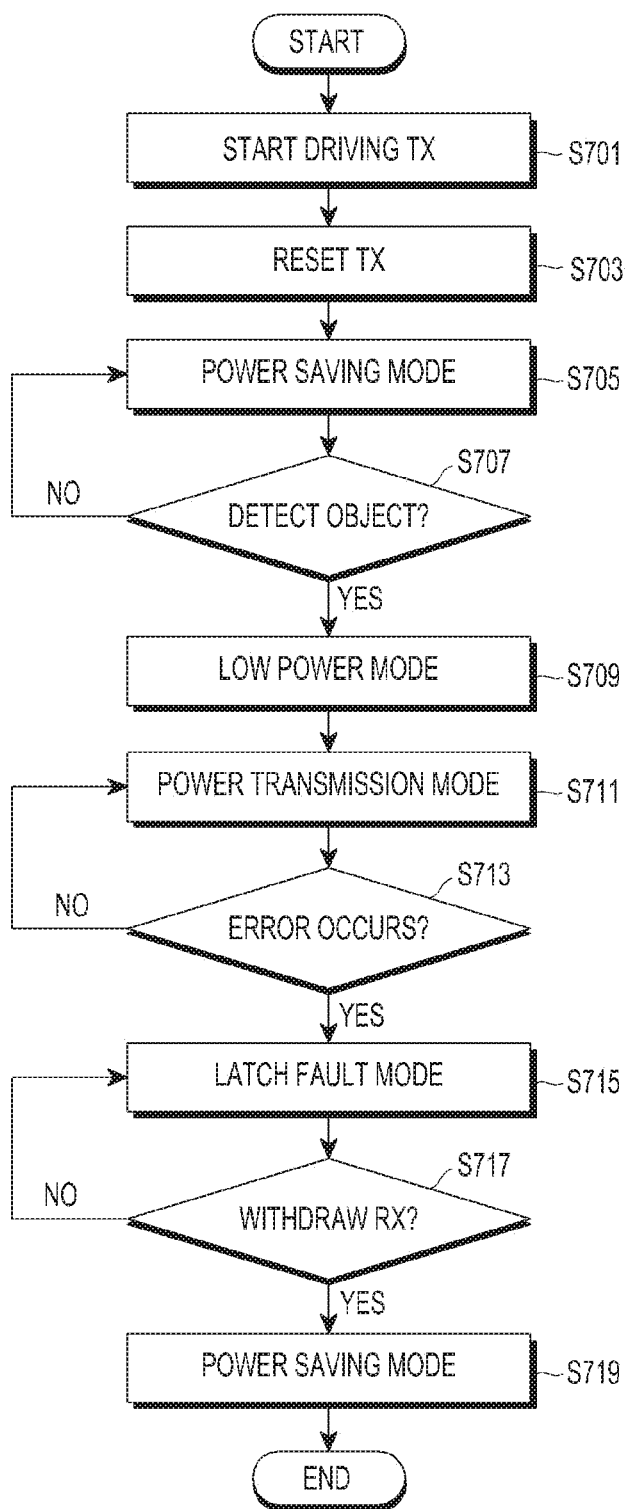 START
START DRIVING TX
S701
RESET TX
S703
POWER SAVING MODE
S705
S707
DETECT OBJECT?
NO
YES
LOW POWER MODE
S709
POWER TRANSMISSION MODE
S711
S713
ERROR OCCURS?
NO
YES
LATCH FAULT MODE
S715
S717
WITHDRAW RX?
NO
YES
POWER SAVING MODE
S719
END